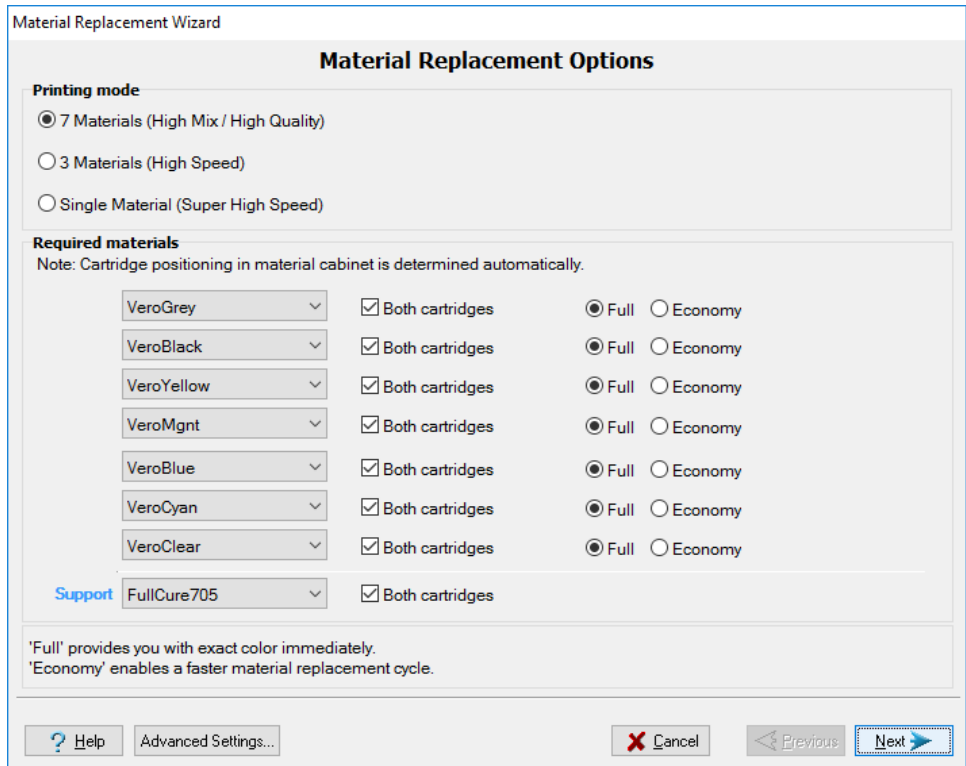 Material Replacement Wizard
Material Replacement Options
Printing mode
7 Materials (High Mix / High Quality)
3 Materials (High Speed)
Single Material (Super High Speed)
Required materials
Note: Cartridge positioning in material cabinet is determined automatically.
VeroGrey Both cartridges Full Economy
VeroBlack Both cartridges Full Economy
VeroYellow Both cartridges Full Economy
VeroMgnt Both cartridges Full Economy
VeroBlue Both cartridges Full Economy
VeroCyan Both cartridges Full Economy
VeroClear Both cartridges Full Economy
Support FullCure705 Both cartridges
'Full' provides you with exact color immediately.
'Economy' enables a faster material replacement cycle.
Help Advanced Settings... Cancel Previous Next